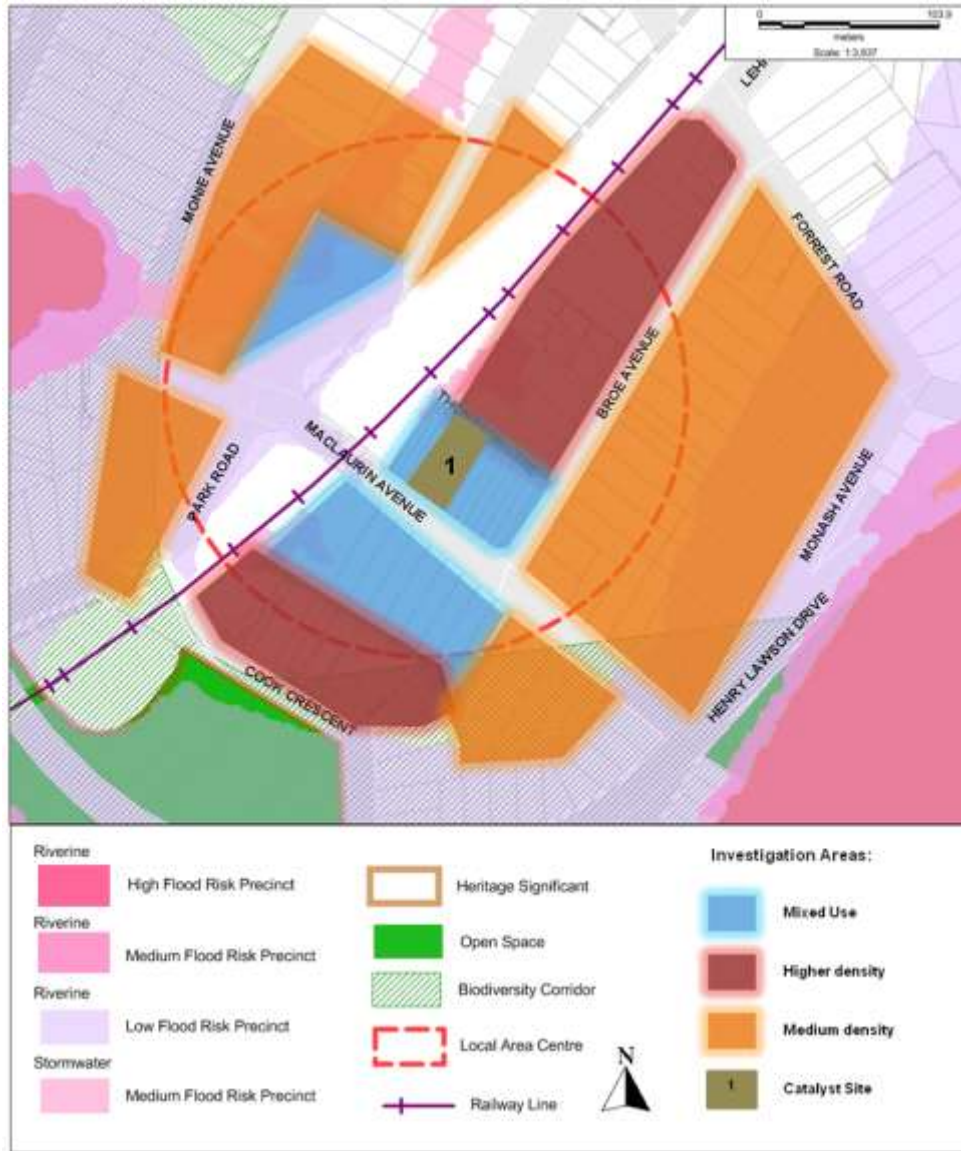 0 103.9
meters
Scale: 1:3,937
MONIE AVENUE
FORREST ROAD
BROE AVENUE
1
MACLAURIN AVENUE
PARK ROAD
MONASH AVENUE
HENRY LAWSON DRIVE
COOK CRESCENT
Riverine
High Flood Risk Precinct
Riverine
Medium Flood Risk Precinct
Riverine
Low Flood Risk Precinct
Stormwater
Medium Flood Risk Precinct
Heritage Significant
Open Space
Biodiversity Corridor
Local Area Centre
Railway Line
N
Investigation Areas:
Mixed Use
Higher density
Medium density
1
Catalyst Site